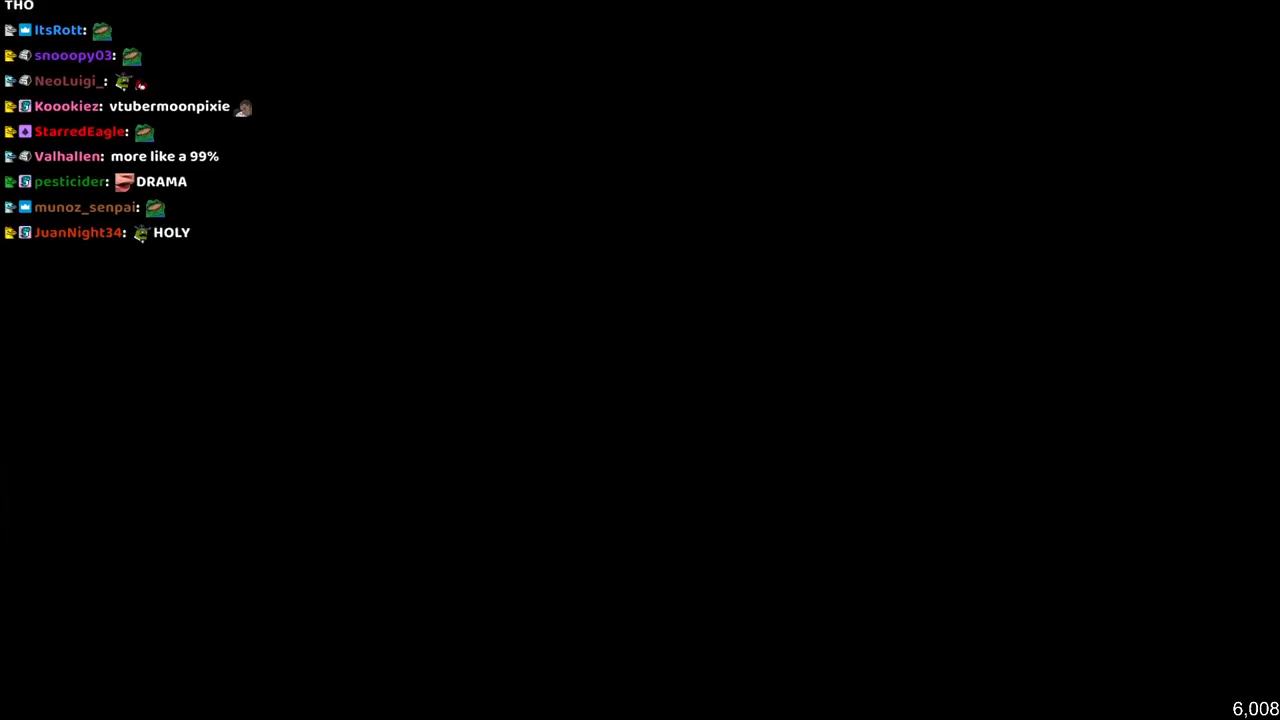 THO
ItsRott:
snooopy03:
NeoLuigi_:
Koookiez: vtubermoonpixie
StarredEagle:
Valhallen: more like a 99%
pesticider: DRAMA
munoz_senpai:
JuanNight34: HOLY
6,008